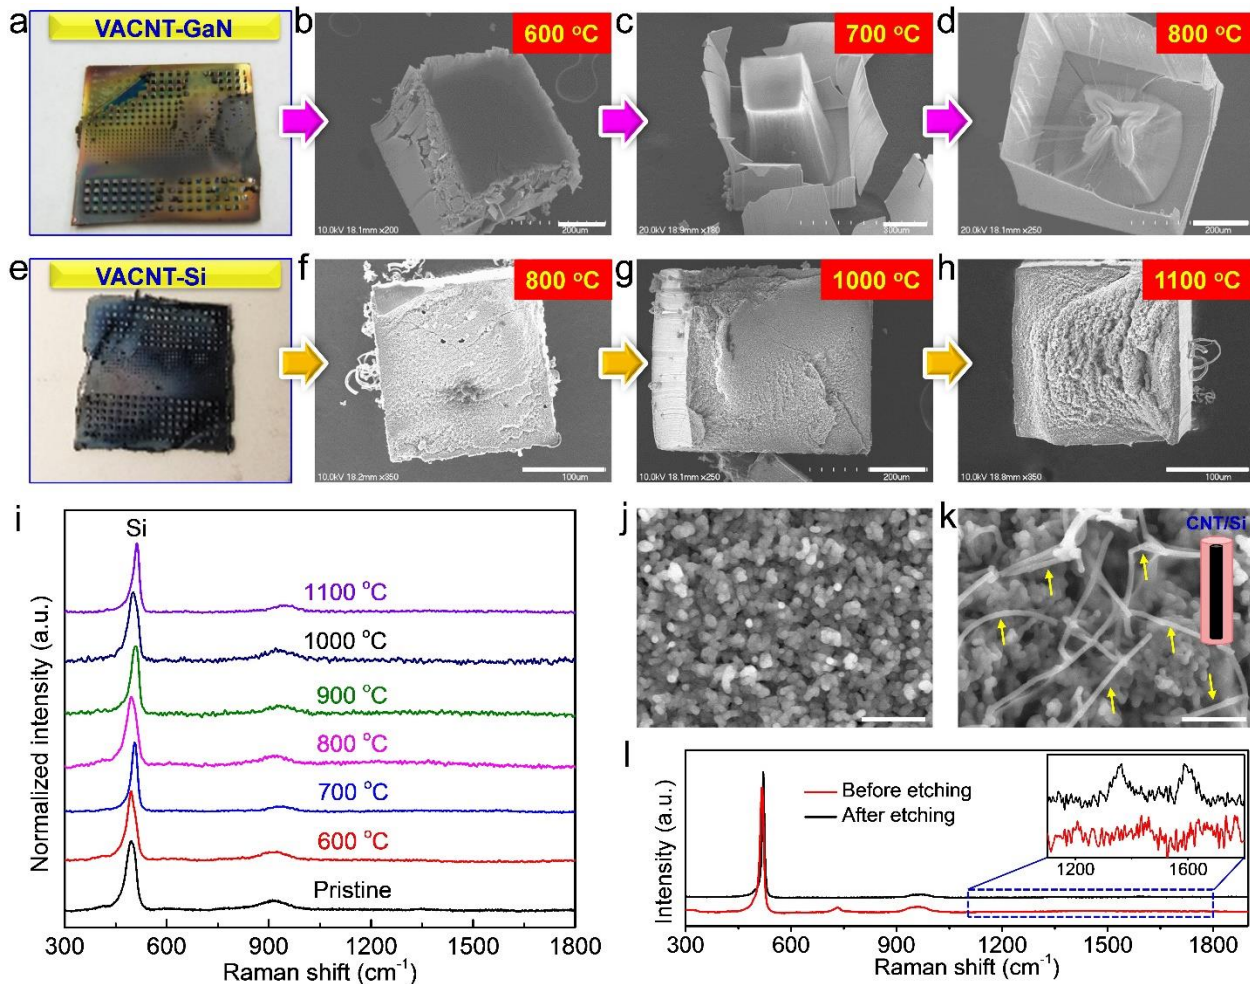 a
VACNT-GaN
b
600 °C
10.0kV 18.1mm x200
200um
c
700 °C
20.0kV 18.9mm x180
300um
d
800 °C
20.0kV 18.1mm x250
200um
e
VACNT-Si
f
800 °C
10.0kV 18.2mm x350
100um
g
1000 °C
10.0kV 18.1mm x250
200um
h
1100 °C
10.0kV 18.8mm x350
100um
i
Si
1100 °C
1000 °C
900 °C
800 °C
700 °C
600 °C
Pristine
Normalized intensity (a.u.)
300 600 900 1200 1500 1800
Raman shift (cm⁻¹)
j
k
CNT/Si
l
Before etching
After etching
1200 1600
Intensity (a.u.)
300 600 900 1200 1500 1800
Raman shift (cm⁻¹)